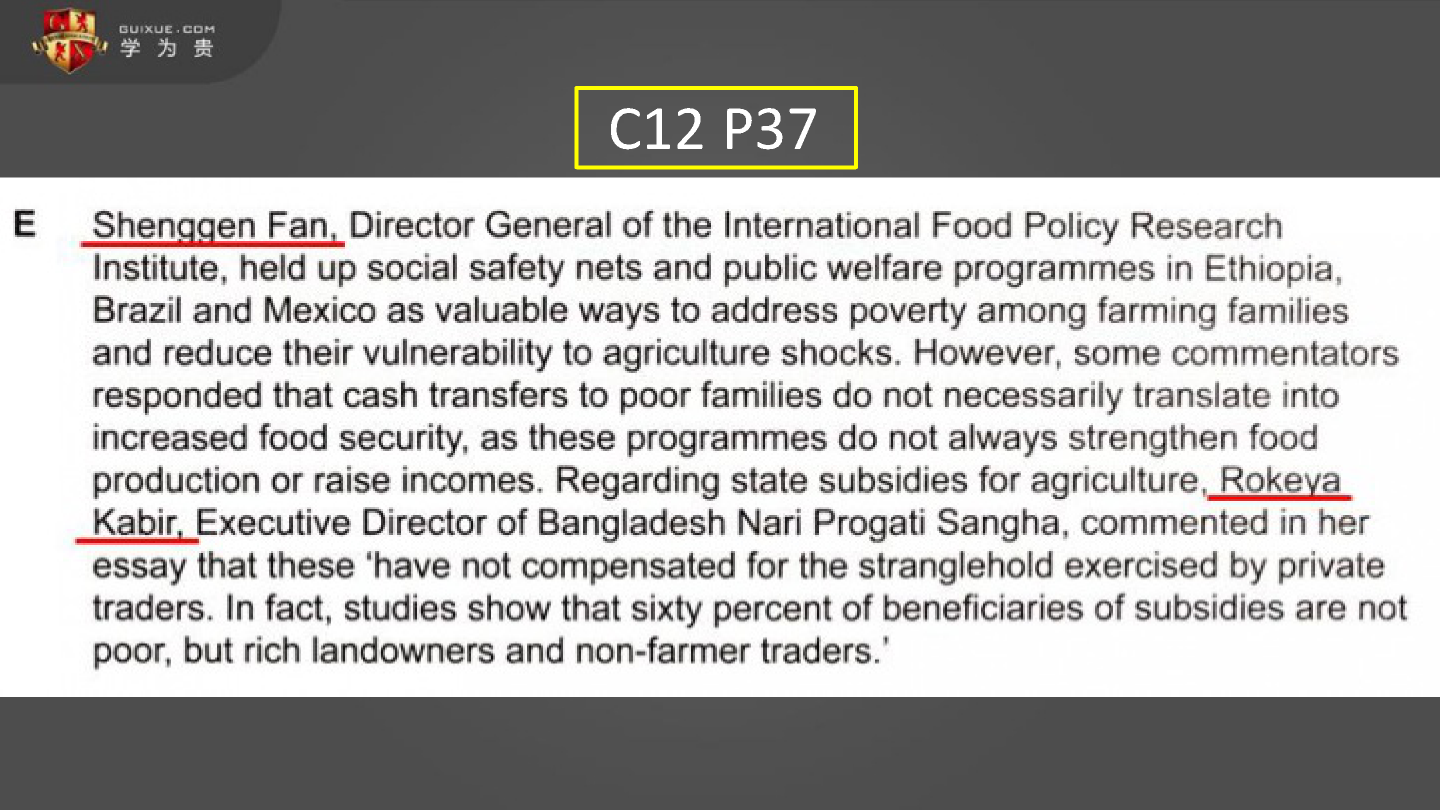 GUIXUE.COM
学为贵
C12 P37
E Shenggen Fan, Director General of the International Food Policy Research
Institute, held up social safety nets and public welfare programmes in Ethiopia,
Brazil and Mexico as valuable ways to address poverty among farming families
and reduce their vulnerability to agriculture shocks. However, some commentators
responded that cash transfers to poor families do not necessarily translate into
increased food security, as these programmes do not always strengthen food
production or raise incomes. Regarding state subsidies for agriculture, Rokeya
Kabir, Executive Director of Bangladesh Nari Progati Sangha, commented in her
essay that these ‘have not compensated for the stranglehold exercised by private
traders. In fact, studies show that sixty percent of beneficiaries of subsidies are not
poor, but rich landowners and non-farmer traders.’